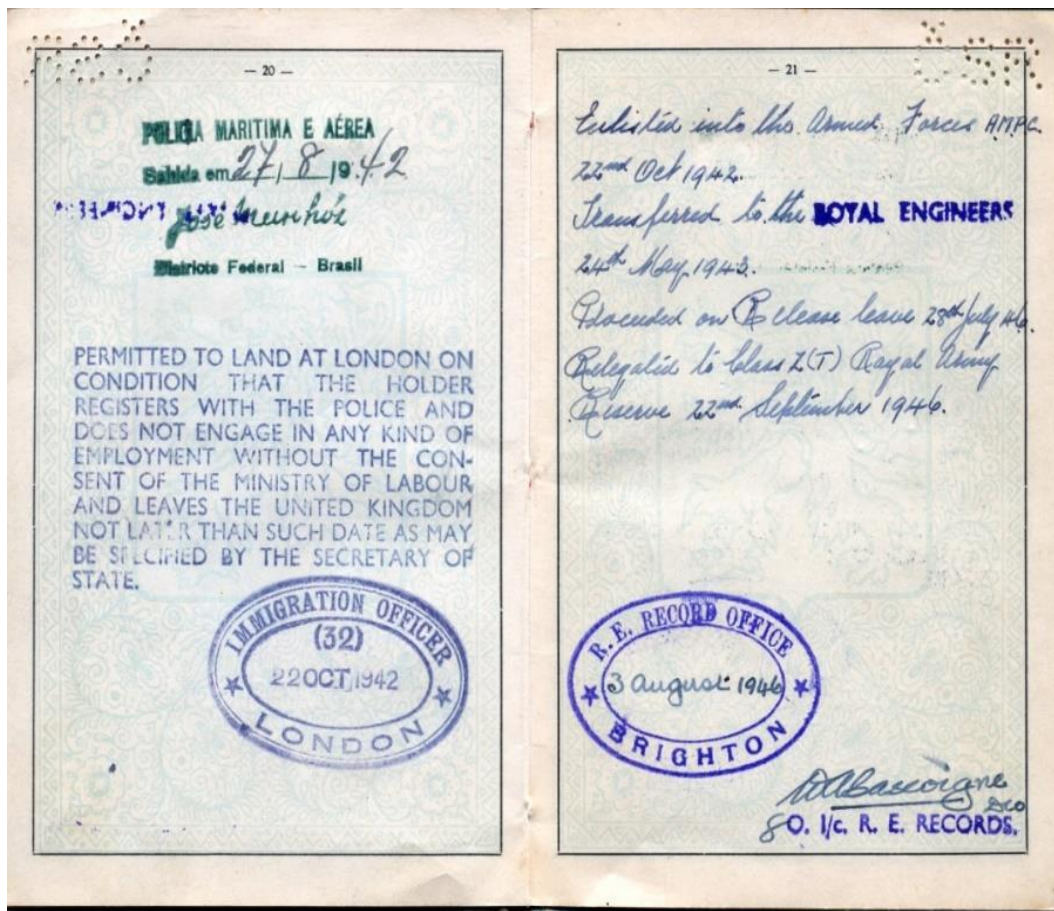 — 20 —
POLICIA MARITIMA E AÉREA
Sahida em 27 / 8 / 19 42
José
Districto Federal — Brasil
PERMITTED TO LAND AT LONDON ON
CONDITION THAT THE HOLDER
REGISTERS WITH THE POLICE AND
DOES NOT ENGAGE IN ANY KIND OF
EMPLOYMENT WITHOUT THE CON-
SENT OF THE MINISTRY OF LABOUR
AND LEAVES THE UNITED KINGDOM
NOT LATER THAN SUCH DATE AS MAY
BE SPECIFIED BY THE SECRETARY OF
STATE.
IMMIGRATION OFFICER
(32)
22 OCT 1942
LONDON
— 21 —
Enlisted into the Armed Forces AMPC.
22nd Oct 1942.
Transferred to the ROYAL ENGINEERS
24th May 1943.
Proceeded on Release leave 28th July 46.
Relegated to Class Z(T) Royal Army
Reserve 22nd September 1946.
R. E. RECORD OFFICE
3 August 1946
BRIGHTON
O. I/c. R. E. RECORDS.